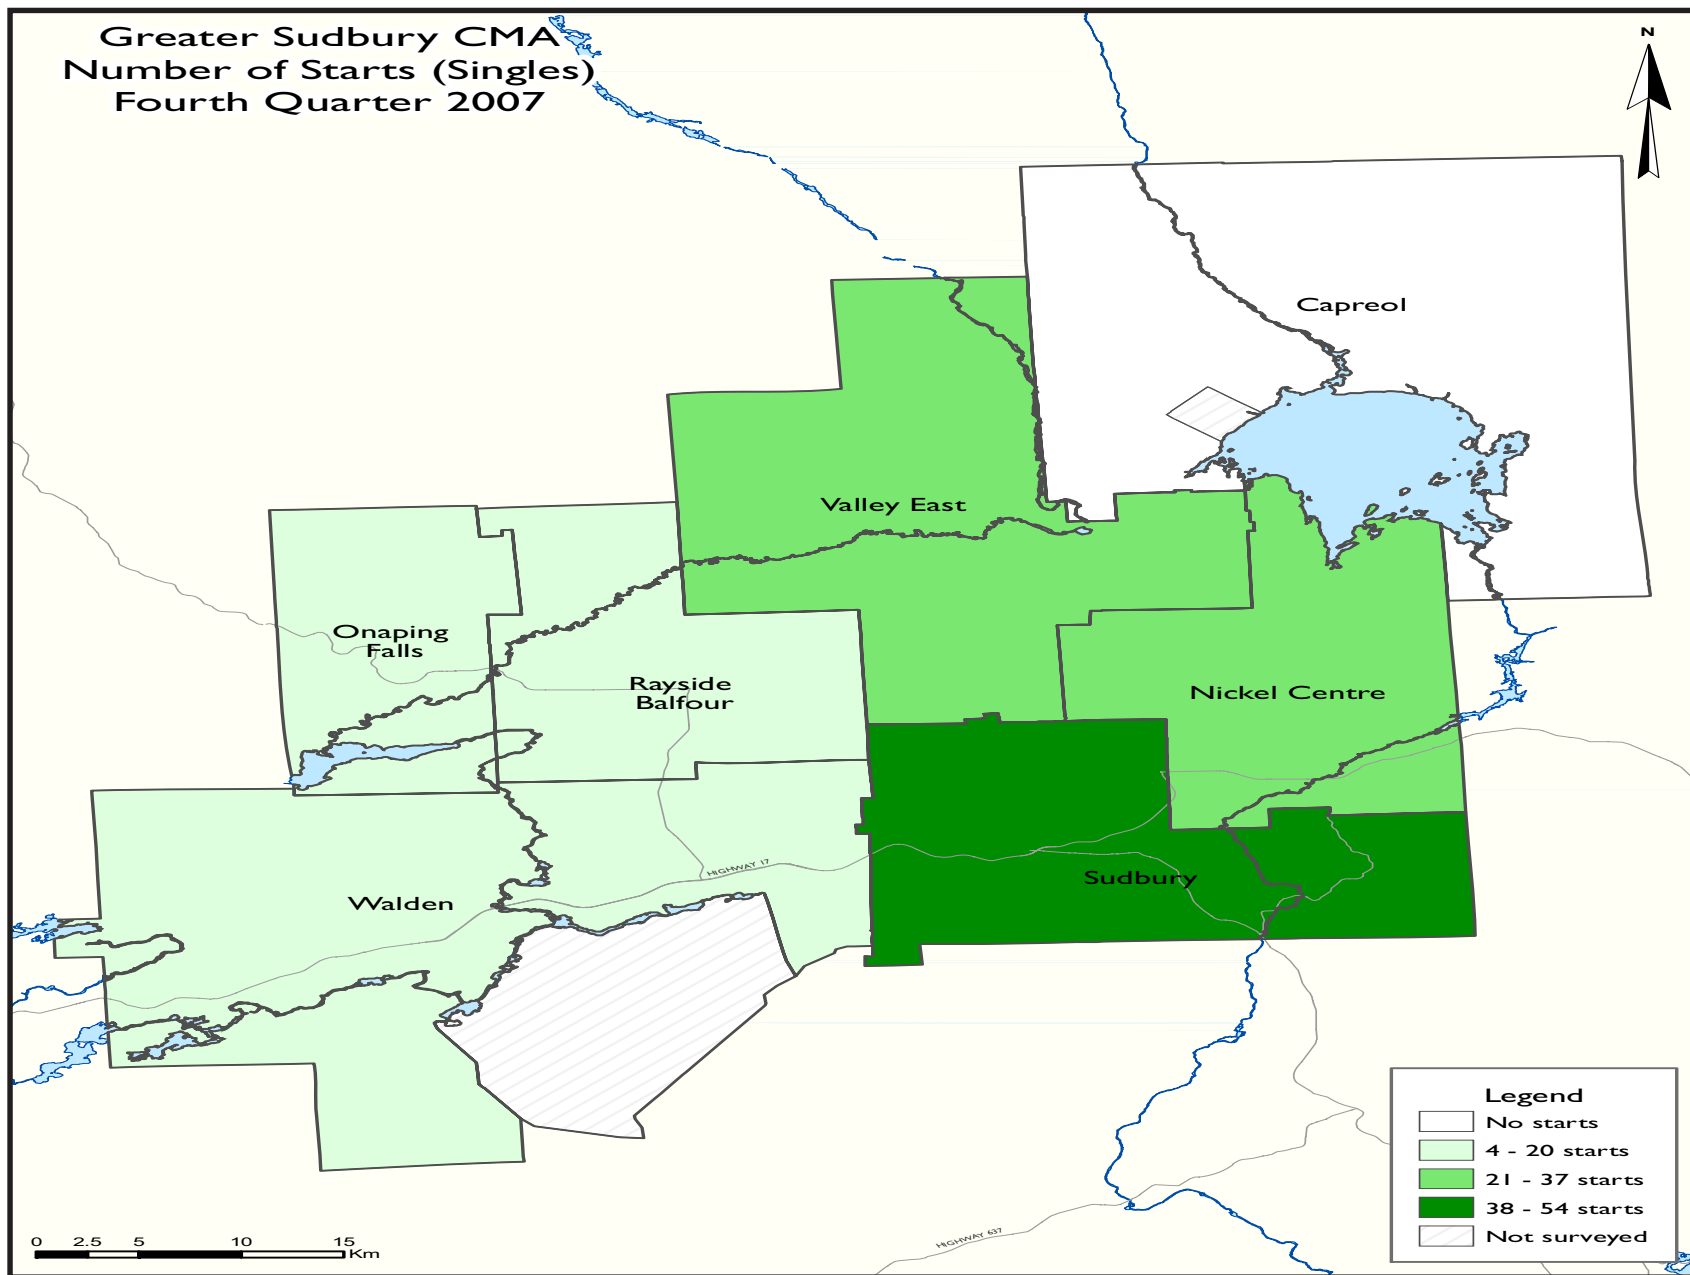 Greater Sudbury CMA
Number of Starts (Singles)
Fourth Quarter 2007
N
Capreol
Valley East
Onaping
Falls
Rayside
Balfour
Nickel Centre
HIGHWAY 17
Sudbury
Walden
Legend
No starts
4 - 20 starts
21 - 37 starts
38 - 54 starts
Not surveyed
HIGHWAY 637
0 2.5 5 10 15
Km